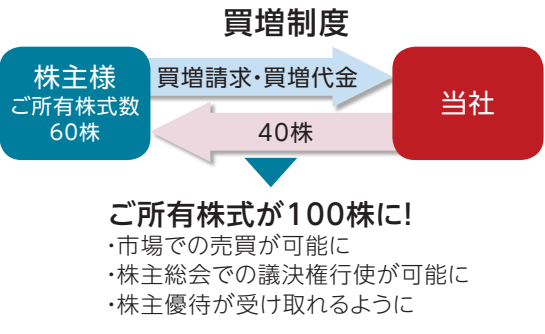 買増制度
株主様
ご所有株式数
60株
買増請求・買増代金
40株
当社
ご所有株式が100株に!
・市場での売買が可能に
・株主総会での議決権行使が可能に
・株主優待が受け取れるように